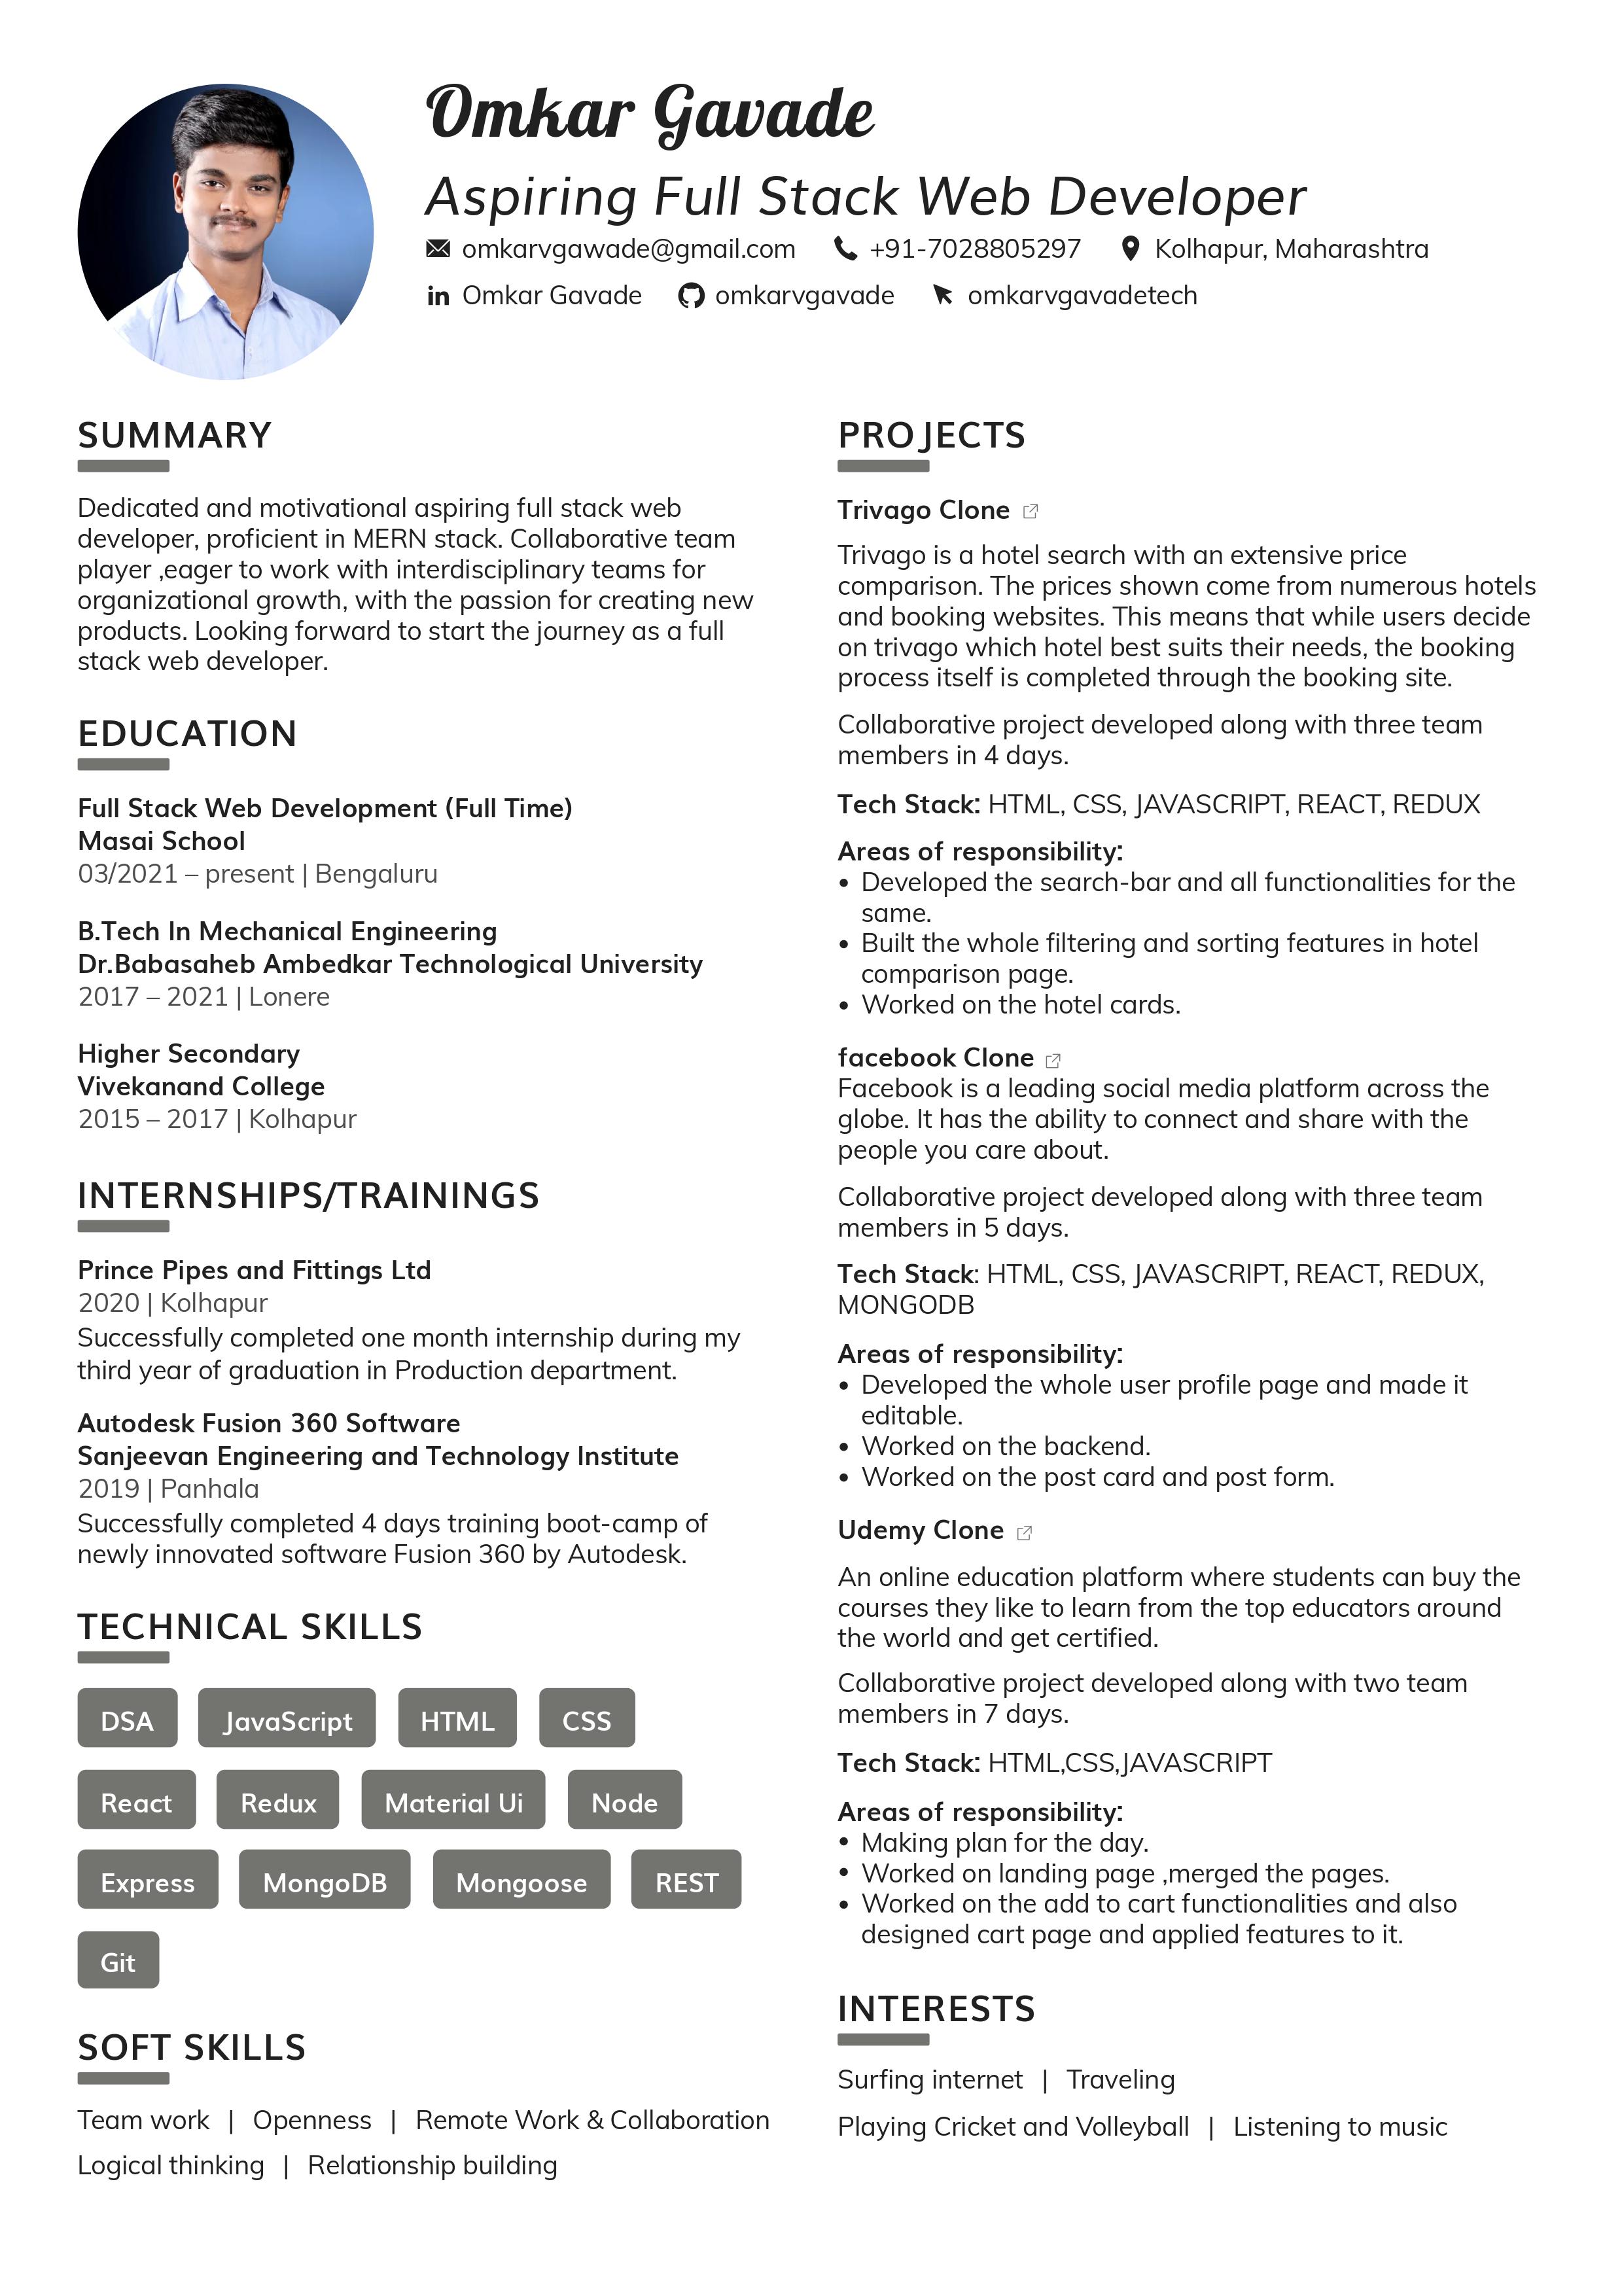 Omkar Gavade
Aspiring Full Stack Web Developer
omkarvgawade@gmail.com +91-7028805297 Kolhapur, Maharashtra
Omkar Gavade omkarvgavade omkarvgavadetech
SUMMARY
Dedicated and motivational aspiring full stack web
developer, proficient in MERN stack. Collaborative team
player ,eager to work with interdisciplinary teams for
organizational growth, with the passion for creating new
products. Looking forward to start the journey as a full
stack web developer.
EDUCATION
Full Stack Web Development (Full Time)
Masai School
03/2021 – present | Bengaluru
B.Tech In Mechanical Engineering
Dr.Babasaheb Ambedkar Technological University
2017 – 2021 | Lonere
Higher Secondary
Vivekanand College
2015 – 2017 | Kolhapur
INTERNSHIPS/TRAININGS
Prince Pipes and Fittings Ltd
2020 | Kolhapur
Successfully completed one month internship during my
third year of graduation in Production department.
Autodesk Fusion 360 Software
Sanjeevan Engineering and Technology Institute
2019 | Panhala
Successfully completed 4 days training boot-camp of
newly innovated software Fusion 360 by Autodesk.
TECHNICAL SKILLS
DSA JavaScript HTML CSS
React Redux Material Ui Node
Express MongoDB Mongoose REST
Git
SOFT SKILLS
Team work | Openness | Remote Work & Collaboration
Logical thinking | Relationship building
PROJECTS
Trivago Clone
Trivago is a hotel search with an extensive price
comparison. The prices shown come from numerous hotels
and booking websites. This means that while users decide
on trivago which hotel best suits their needs, the booking
process itself is completed through the booking site.
Collaborative project developed along with three team
members in 4 days.
Tech Stack: HTML, CSS, JAVASCRIPT, REACT, REDUX
Areas of responsibility:
• Developed the search-bar and all functionalities for the
same.
• Built the whole filtering and sorting features in hotel
comparison page.
• Worked on the hotel cards.
facebook Clone
Facebook is a leading social media platform across the
globe. It has the ability to connect and share with the
people you care about.
Collaborative project developed along with three team
members in 5 days.
Tech Stack: HTML, CSS, JAVASCRIPT, REACT, REDUX,
MONGODB
Areas of responsibility:
• Developed the whole user profile page and made it
editable.
• Worked on the backend.
• Worked on the post card and post form.
Udemy Clone
An online education platform where students can buy the
courses they like to learn from the top educators around
the world and get certified.
Collaborative project developed along with two team
members in 7 days.
Tech Stack: HTML,CSS,JAVASCRIPT
Areas of responsibility:
• Making plan for the day.
• Worked on landing page ,merged the pages.
• Worked on the add to cart functionalities and also
designed cart page and applied features to it.
INTERESTS
Surfing internet | Traveling
Playing Cricket and Volleyball | Listening to music